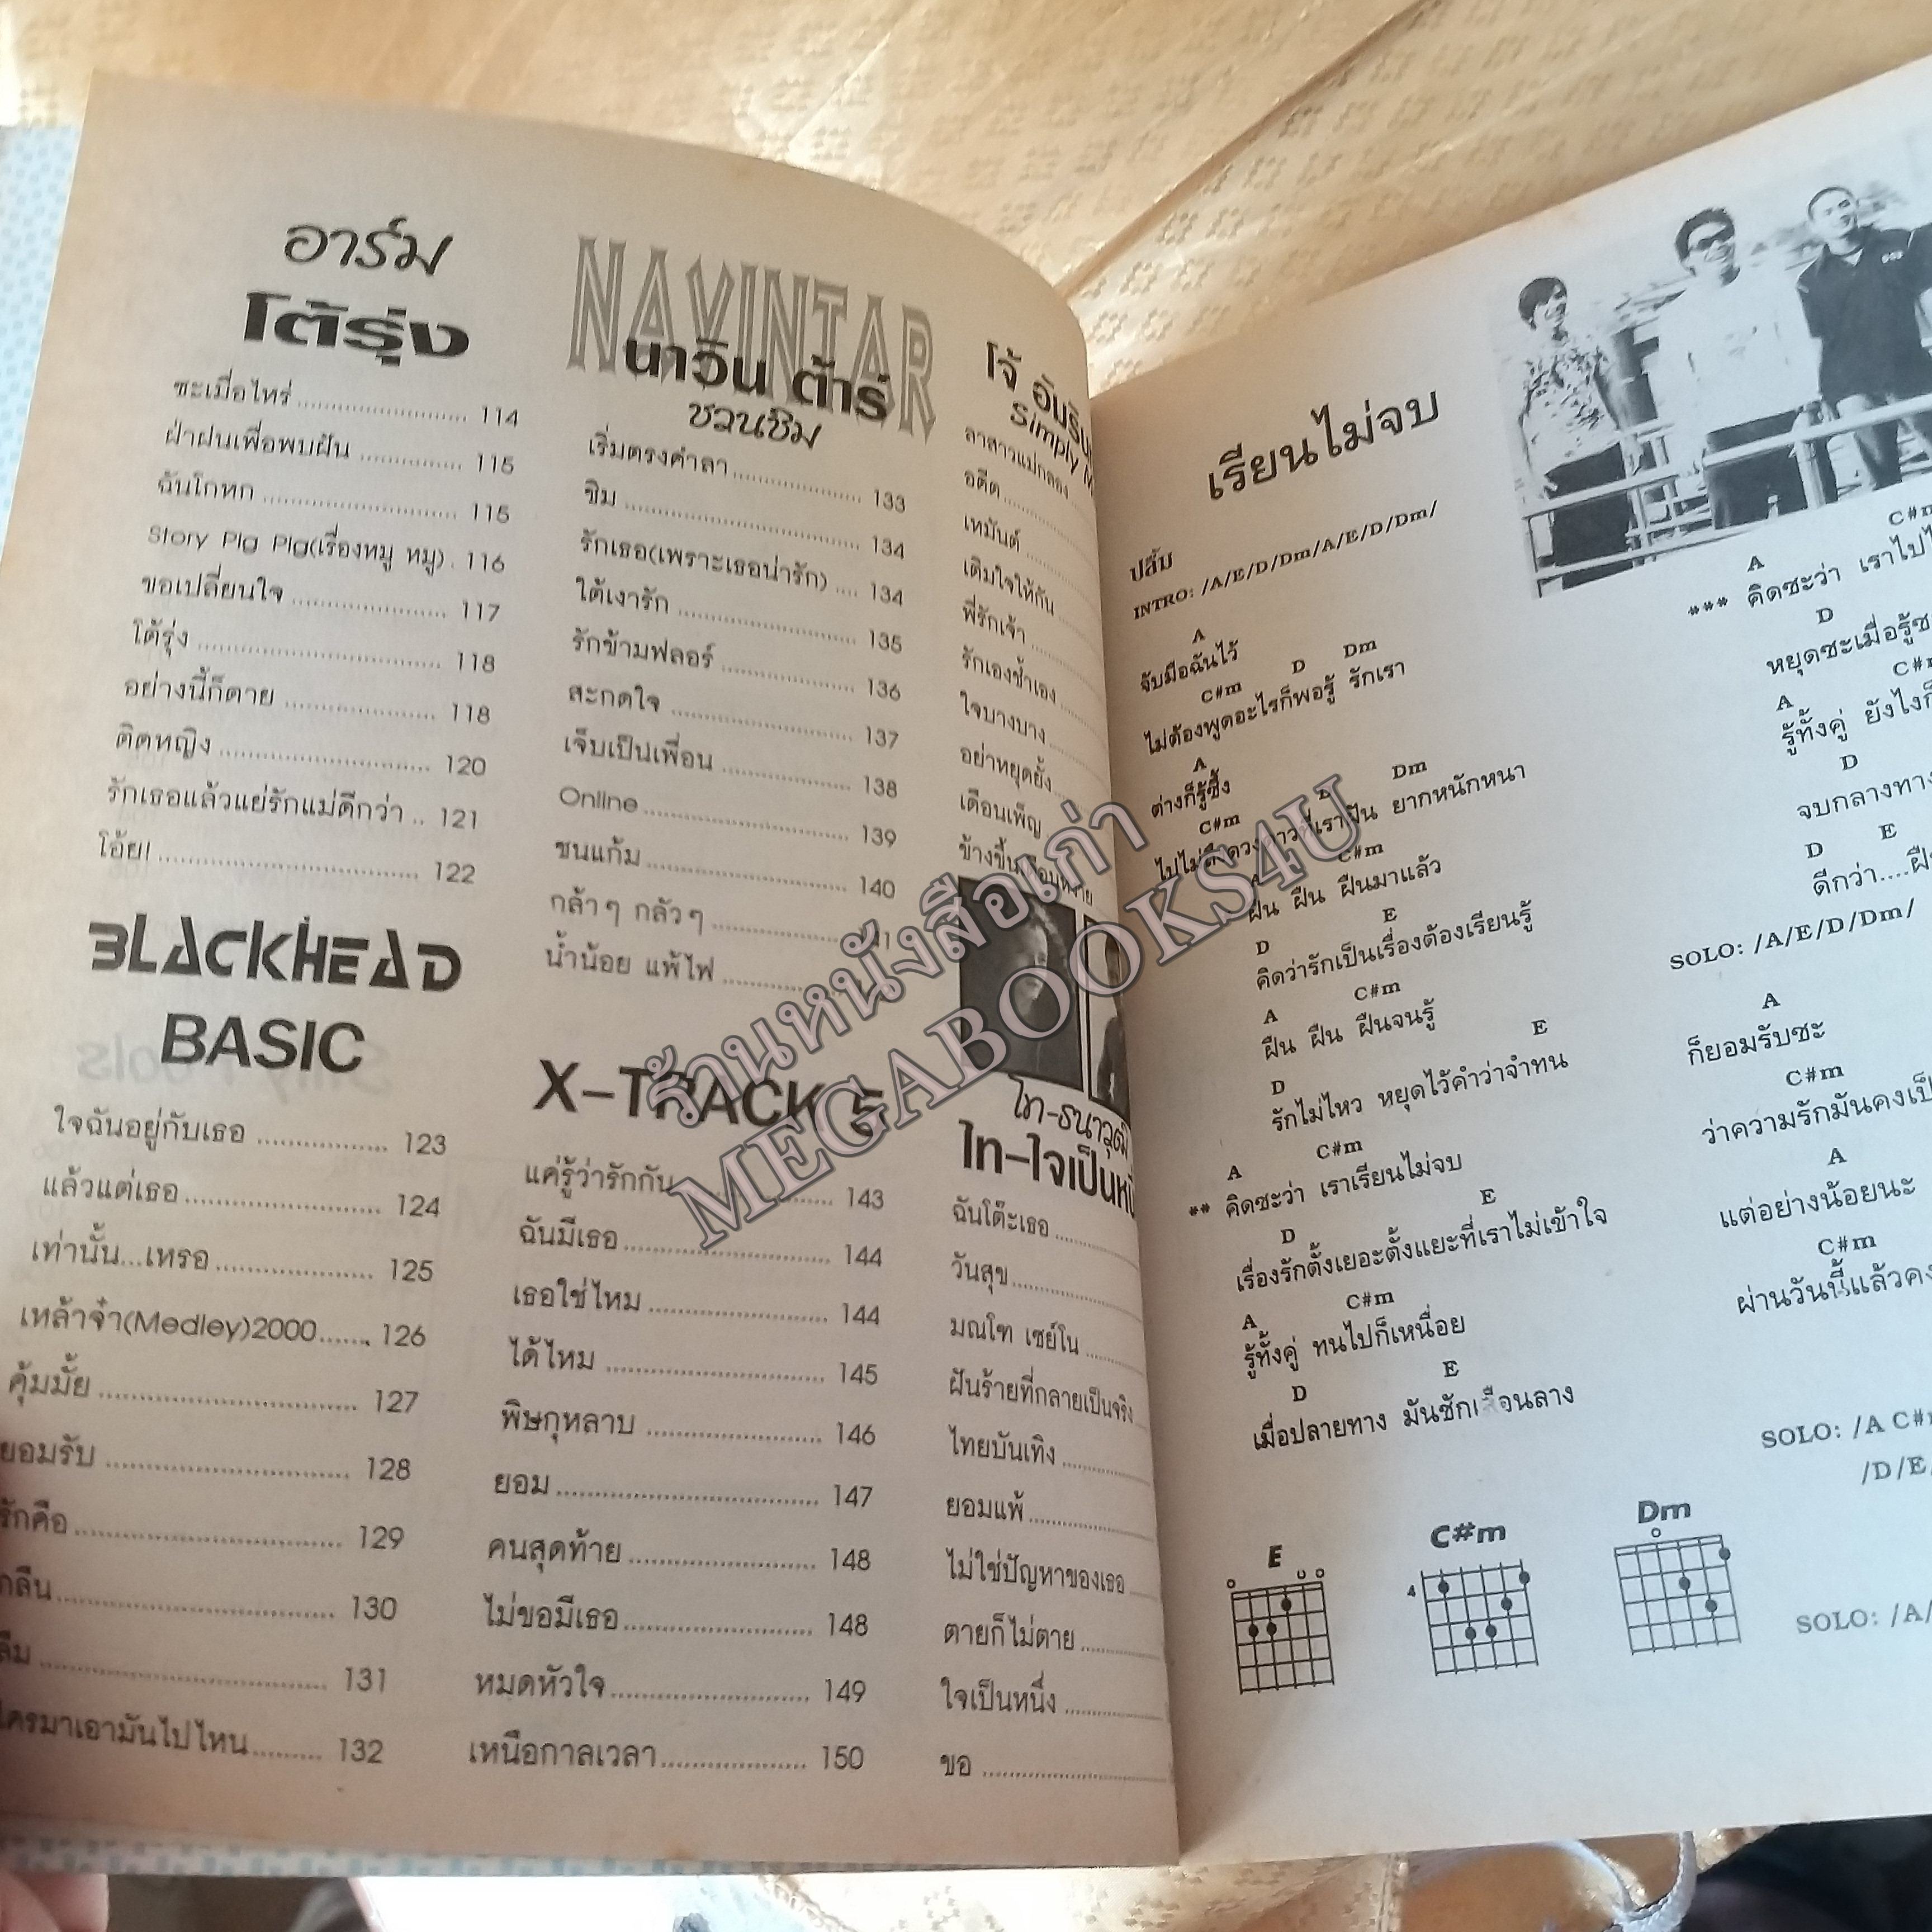 อาร์ม
โต้รุ่ง
ซะเมื่อไหร่ ........................ 114
ฝ่าฝนเพื่อพบฝัน .............. 115
ฉันโกหก ........................... 115
Story Pig Pig(เรื่องหมู หมู) . 116
ขอเปลี่ยนใจ ..................... 117
โต้รุ่ง ................................. 118
อย่างนี้ก็ตาย ..................... 118
ติดหญิง ............................. 120
รักเธอแล้วแย่รักแม่ดีกว่า .. 121
โอ้ย! .................................... 122
BLACKHEAD
BASIC
ใจฉันอยู่กับเธอ .................. 123
แล้วแต่เธอ ........................... 124
เท่านั้น...เหรอ ..................... 125
เหล้าจ๋า(Medley)2000....... 126
คุ้มมั้ย .................................. 127
ยอมรับ ................................ 128
รักคือ .................................. 129
กลืน ..................................... 130
ลืม ....................................... 131
ใครมาเอามันไปไหน ......... 132
NAVINTAR
นาวิน ต้าร์
ชวนชิม
เริ่มตรงคำลา ..................... 133
ชิม ...................................... 134
รักเธอ(เพราะเธอน่ารัก) .... 134
ใต้เงารัก ............................ 135
รักข้ามฟลอร์ ..................... 136
สะกดใจ ............................. 137
เจ็บเป็นเพื่อน .................... 138
Online ................................ 139
ชนแก้ม ............................... 140
กล้าๆ กลัวๆ
น้ำน้อย แพ้ไฟ
X-TRACK 5
แค่รู้ว่ารักกัน ..................... 143
ฉันมีเธอ ............................. 144
เธอใช่ไหม ......................... 144
ได้ไหม ............................... 145
พิษกุหลาบ ........................ 146
ยอม .................................... 147
คนสุดท้าย .......................... 148
ไม่ขอมีเธอ ......................... 148
หมดหัวใจ ........................... 149
เหนือกาลเวลา .................... 150
โจ้ อัมริน
Simply M
ลาสาวแม่กลอง
อดีต
เหมันต์
เติมใจให้กัน
พี่รักเจ้า
รักเองช้ำเอง
ใจบางบาง
อย่าหยุดยั้ง
เดือนเพ็ญ
ไท-ธนาวุฒิ
ไท-ใจเป็นหนึ่
ฉันโต๊ะเธอ
วันสุข
มณโฑ เซย์โน
ฝันร้ายที่กลายเป็นจริง
ไทยบันเทิง
ยอมแพ้
ไม่ใช่ปัญหาของเธอ
ตายก็ไม่ตาย
ใจเป็นหนึ่ง
ขอ
เรียนไม่จบ
ปลื้ม
INTRO: /A/E/D/Dm/A/E/D/Dm/
A
จับมือฉันไว้
C#m D Dm
ไม่ต้องพูดอะไรก็พอรู้ รักเรา
A
ต่างก็รู้ซึ้ง
C#m D Dm
ไปไม่ถึงดวงดาวที่เราฝัน ยากหนักหนา
A C#m
ฝืน ฝืน ฝืนมาแล้ว
D E
คิดว่ารักเป็นเรื่องต้องเรียนรู้
A C#m
ฝืน ฝืน ฝืนจนรู้
D E
รักไม่ไหว หยุดไว้คำว่าจำทน
A C#m
** คิดซะว่า เราเรียนไม่จบ
D E
เรื่องรักตั้งเยอะตั้งแยะที่เราไม่เข้าใจ
A C#m
รู้ทั้งคู่ ทนไปก็เหนื่อย
D E
เมื่อปลายทาง มันชักเลือนลาง
E
C#m
4
Dm
A C#m
*** คิดซะว่า เราไปไ
D
หยุดซะเมื่อรู้ซ
A C#m
รู้ทั้งคู่ ยังไงก็
D
จบกลางทาง
D E
ดีกว่า....ฝืน
SOLO: /A/E/D/Dm/
A
ก็ยอมรับซะ
C#m
ว่าความรักมันคงเป็
A
แต่อย่างน้อยนะ
C#m
ผ่านวันนี้แล้วคง
SOLO: /A C#m
/D/E
SOLO: /A/
ร้านหนังสือเก่า
MEGABOOKS4U